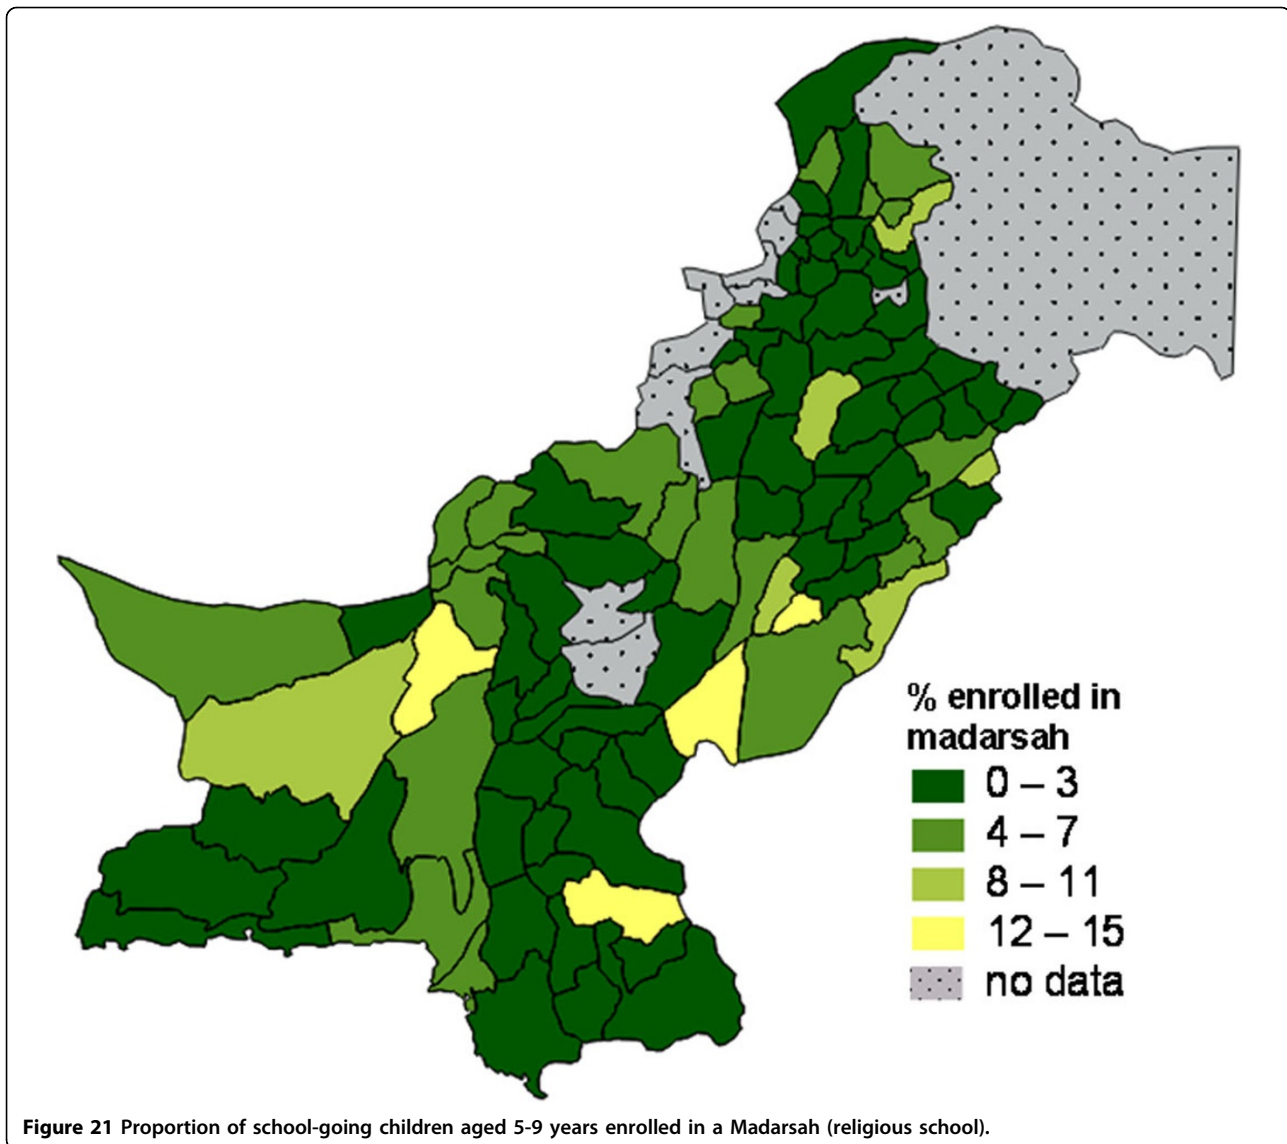 % enrolled in
madarsah
0 – 3
4 – 7
8 – 11
12 – 15
no data
Figure 21 Proportion of school-going children aged 5-9 years enrolled in a Madarsah (religious school).